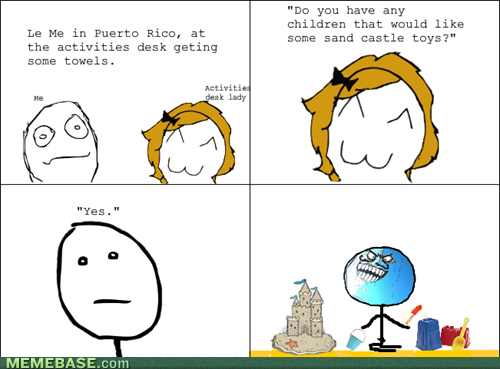 Le Me in Puerto Rico, at
the activities desk geting
some towels.
Me
Activities
desk lady
"Do you have any
children that would like
some sand castle toys?"
"Yes."
MEMEBASE.com